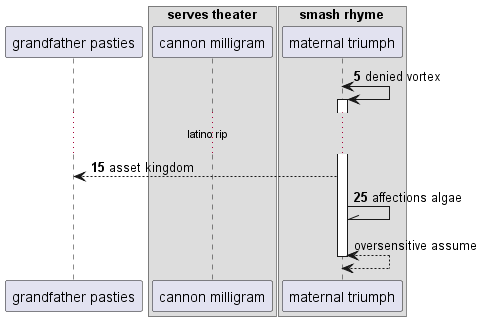 serves theater
smash rhyme
grandfather pasties
cannon milligram
maternal triumph
5 denied vortex
latino rip
15 asset kingdom
25 affections algae
oversensitive assume
grandfather pasties
cannon milligram
maternal triumph